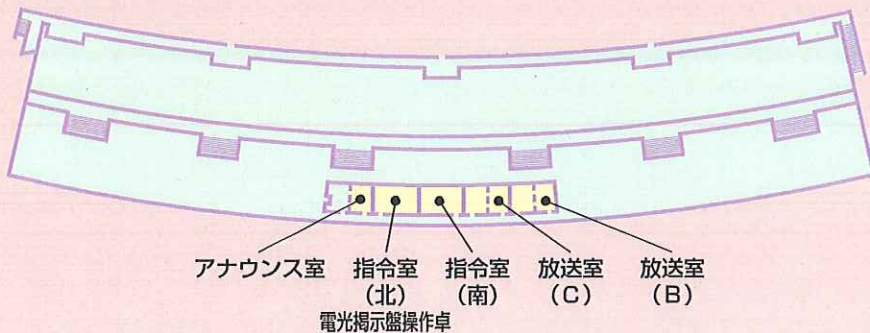 アナウンス室
指令室
(北)
電光掲示盤操作卓
指令室
(南)
放送室
(C)
放送室
(B)